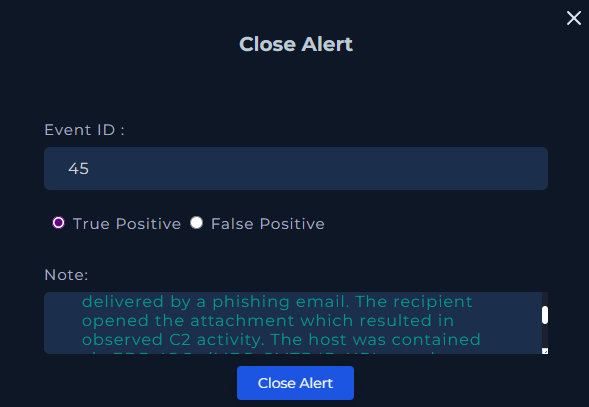 Close Alert
Event ID :
45
True Positive False Positive
Note:
delivered by a phishing email. The recipient
opened the attachment which resulted in
observed C2 activity. The host was contained
Close Alert